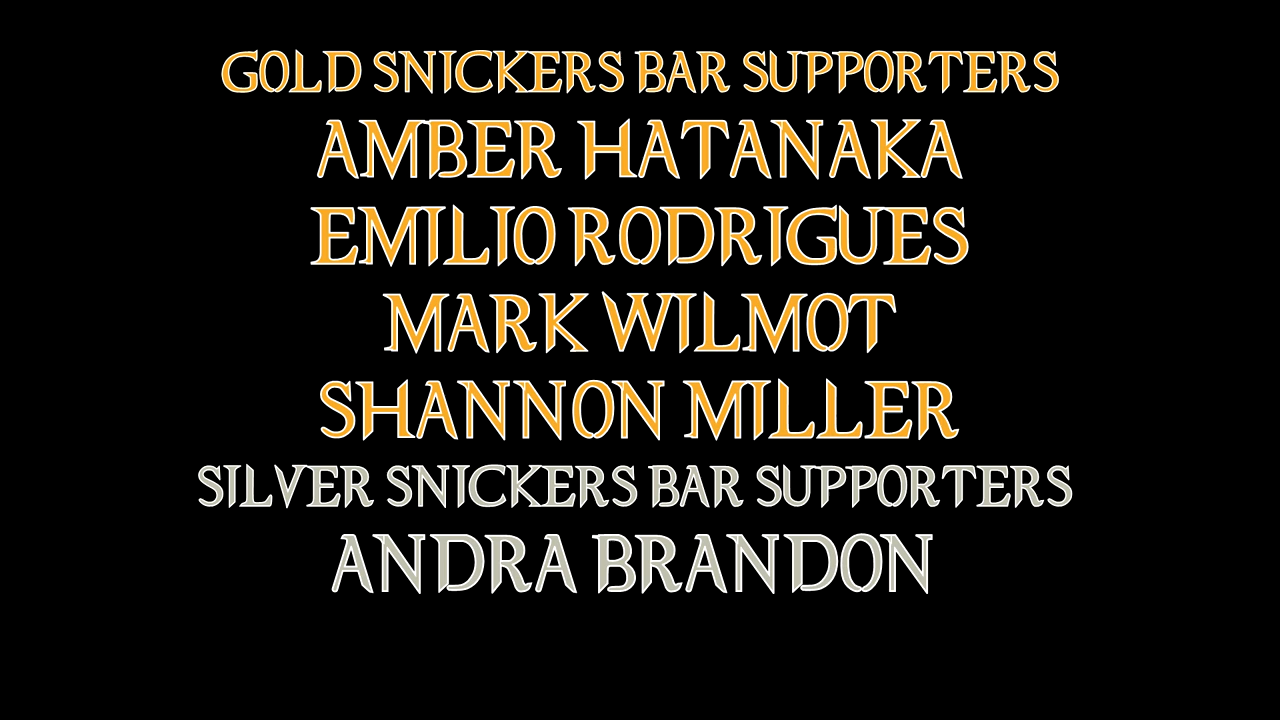 GOLD SNICKERS BAR SUPPORTERS
AMBER HATANAKA
EMILIO RODRIGUES
MARK WILMOT
SHANNON MILLER
SILVER SNICKERS BAR SUPPORTERS
ANDRA BRANDON